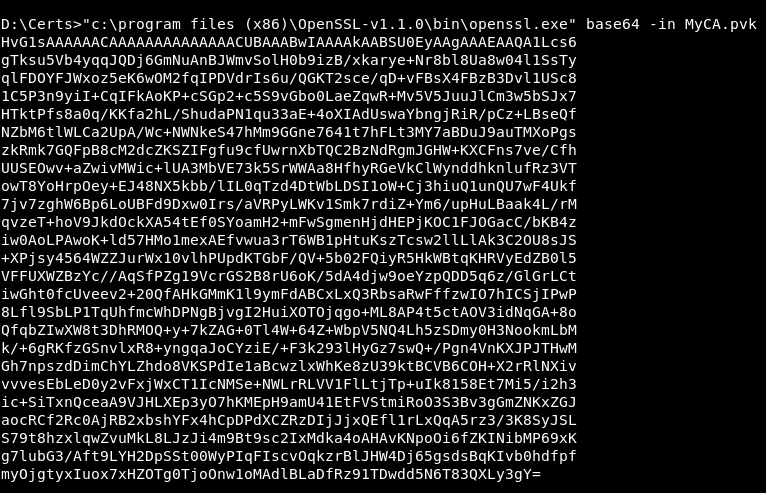 D:\Certs>"c:\program files (x86)\OpenSSL-v1.1.0\bin\openssl.exe" base64 -in MyCA.pvk
HvG1sAAAAAACAAAAAAAAAAAAAACUBAAABwIAAAAkAABSU0EyAAgAAAEAAQA1Lcs6
gTksu5Vb4yqqJQDj6GmNuAnBJWmvSolH0b9izB/xkarye+Nr8bl8Ua8w04l1SsTy
qlFDOYFJWxoz5eK6wOM2fqIPDVdrIs6u/QGKT2sce/qD+vFBsX4FBzB3Dvl1USc8
1C5P3n9yiI+CqIFkAoKP+cSGp2+c5S9vGbo0LaeZqwR+Mv5V5JuuJlCm3w5bSJx7
HTktPfs8a0q/KKfa2hL/ShudaPN1qu33aE+4oXIAdUswaYbngjRiR/pCz+LBseQf
NZbM6tlWLCa2UpA/Wc+NWNkeS47hMm9GGne7641t7hFLt3MY7aBDuJ9auTMXoPgs
zkRmk7GQFpB8cM2dcZKSZIFgfu9cfUwrnXbTQC2BzNdRgmJGHW+KXCFns7ve/Cfh
UUSEOwv+aZwivMWic+lUA3MbVE73k5SrWWAa8HfhyRGeVkClWynddhknlufRz3VT
owT8YoHrpOey+EJ48NX5kbb/lIL0qTzd4DtWbLDSI1oW+Cj3hiuQ1unQU7wF4Ukf
7jv7zghW6Bp6LoUBFd9Dxw0Irs/aVRPyLWKv1Smk7rdiZ+Ym6/upHuLBaak4L/rM
qvzeT+hoV9JkdOckXA54tEf0SYoamH2+mFwSgmenHjdHEPjKOC1FJOGacC/bKB4z
iw0AoLPAwoK+ld57HMo1mexAEfvwua3rT6WB1pHtuKszTcsw2llLlAk3C2OU8sJS
+XPjsy4564WZZJurWx10vlhPUpdKTGbF/QV+5b02FQiyR5HkWBtqKHRVyEdZB0l5
VFFUXWZBzYc//AqSfPZg19VcrGS2B8rU6oK/5dA4djw9oeYzpQDD5q6z/GlGrLCt
iwGht0fcUveev2+20QfAHkGMmK1l9ymFdABCxLxQ3RbsaRwFffzwIO7hICSjIPwP
8Lfl9SbLP1TqUhfmcWhDPNgBjvgI2HuiXOTOjqgo+ML8AP4t5ctAOV3idNqGA+8o
QfqbZIwXW8t3DhRMOQ+y+7kZAG+0Tl4W+64Z+WbpV5NQ4Lh5zSDmy0H3NookmLbM
k/+6gRKfzGSnvlxR8+yngqaJoCYziE/+F3k293lHyGz7swQ+/Pgn4VnKXJPJTHwM
Gh7npszdDimChYLZhdo8VKSPdIe1aBcwzlxWhKe8zU39ktBCVB6COH+X2rRlNXiv
vvvesEbLeD0y2vFxjWxCT1IcNMSe+NWLrRLVV1FlLtjTp+uIk8158Et7Mi5/i2h3
ic+SiTxnQceaA9VJHLXEp3yO7hKMEpH9amU41EtFVStmiRoO3S3Bv3gGmZNKxZGJ
aocRCf2Rc0AjRB2xbshYFx4hCpDPdXCZRzDIjJjxQEfl1rLxQqA5rz3/3K8SyJSL
S79t8hzxlqwZvuMkL8LJzJi4m9Bt9sc2IxMdka4oAHAvKNpoOi6fZKINibMP69xK
g7lubG3/Aft9LYH2DpSSt00WyPIqFIscvOqkzrBlJHW4Dj65gsdsBqKIvb0hdfpf
myOjgtyxIuox7xHZOTg0TjoOnw1oMAdlBLaDfRz91TDwdd5N6T83QXLy3gY=